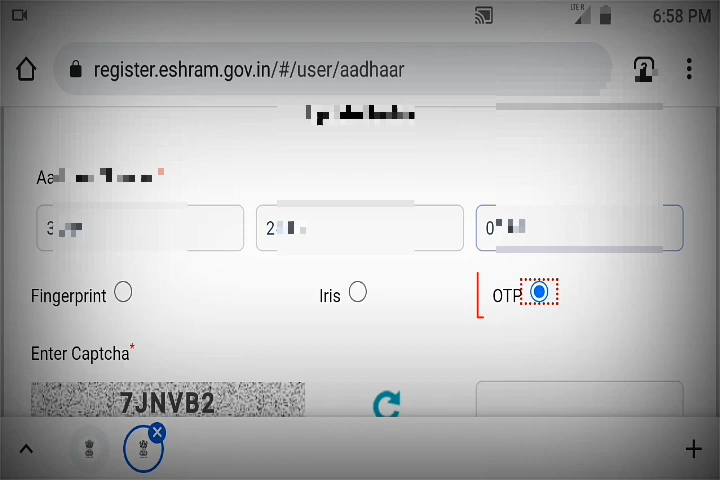 LTE R
6:58 PM
register.eshram.gov.in/#/user/aadhaar
Fingerprint
Iris
OTP
Enter Captcha*
7JNVB2